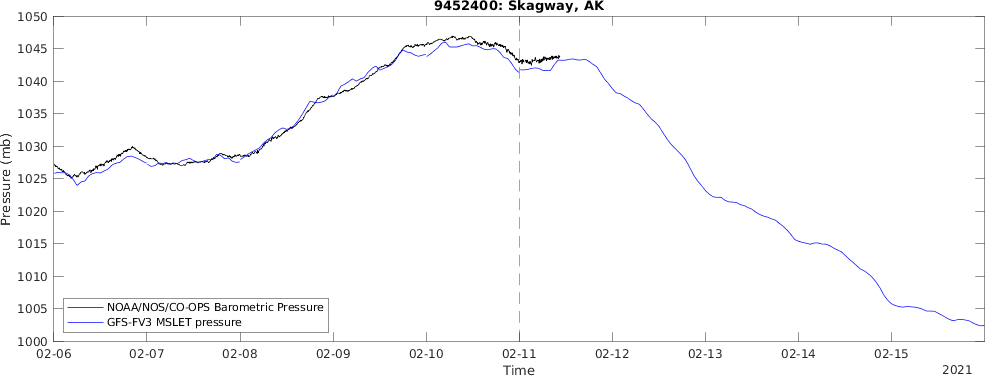 9452400: Skagway, AK
1050
1045
1040
1035
1030
1025
1020
1015
1010
1005
1000
Pressure (mb)
NOAA/NOS/CO-OPS Barometric Pressure
GFS-FV3 MSLET pressure
02-06 02-07 02-08 02-09 02-10 02-11 02-12 02-13 02-14 02-15
Time
2021